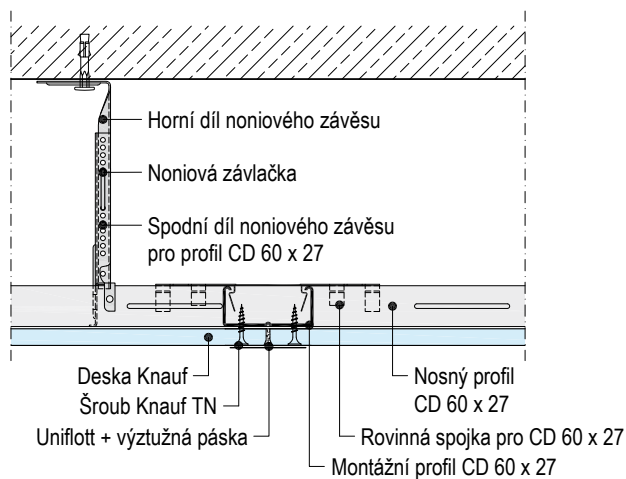 Horní díl noniového závěsu
Noniová závlačka
Spodní díl noniového závěsu
pro profil CD 60 x 27
Deska Knauf
Šroub Knauf TN
Uniflott + výztužná páska
Nosný profil
CD 60 x 27
Rovinná spojka pro CD 60 x 27
Montážní profil CD 60 x 27